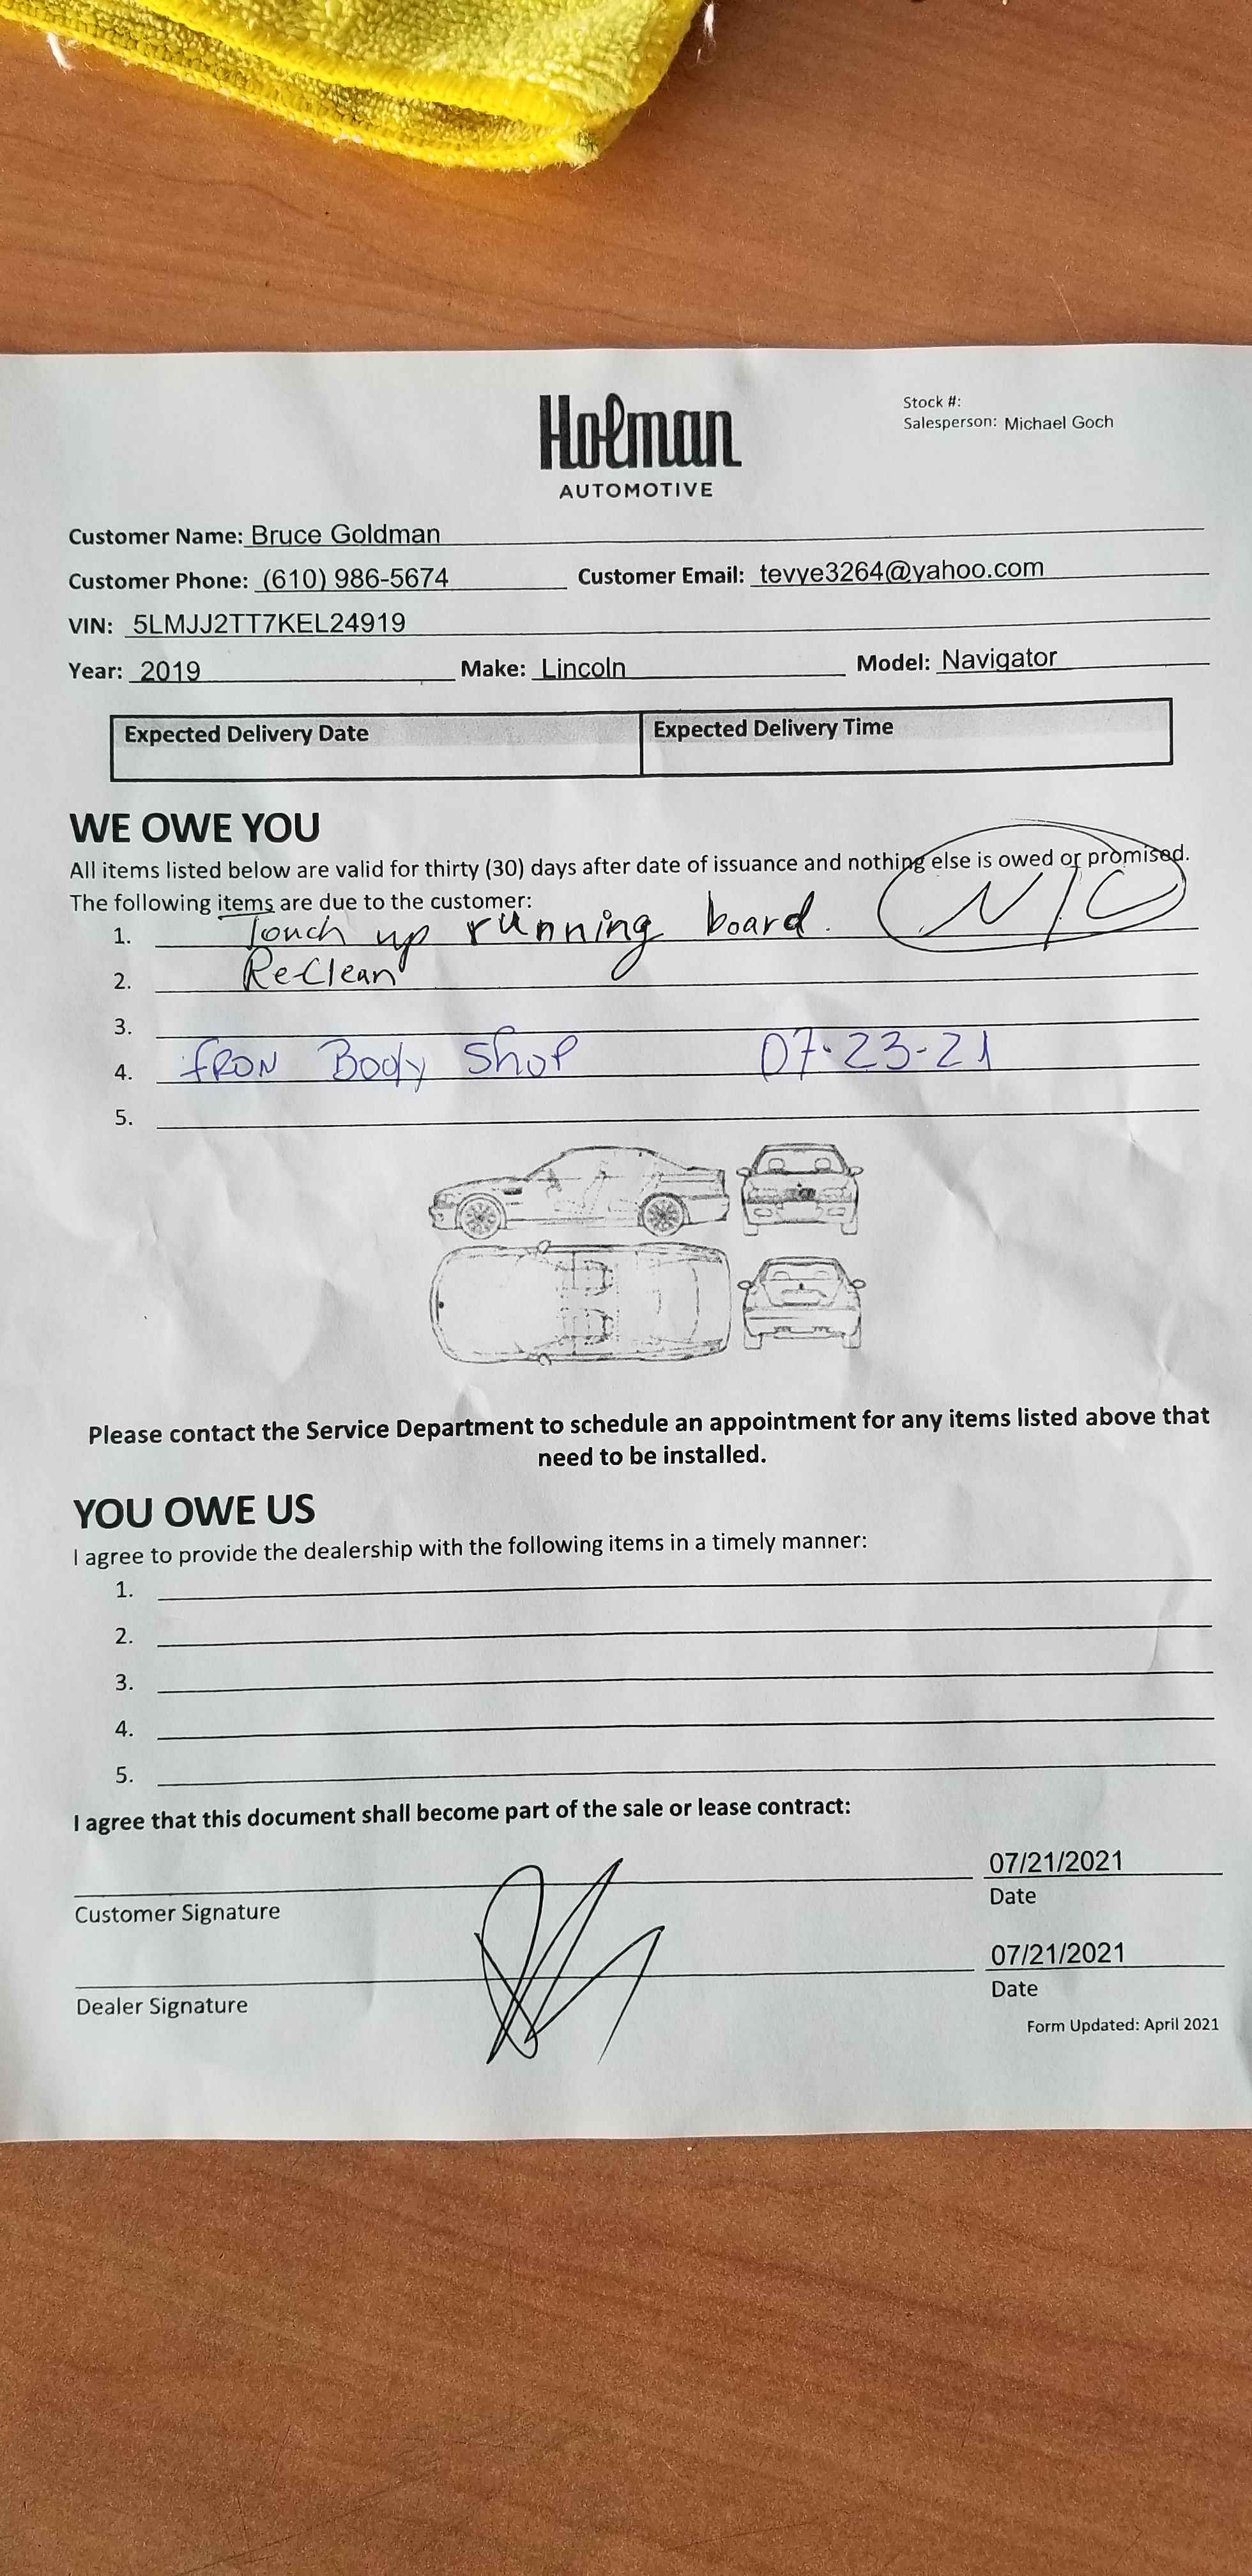 Holman
AUTOMOTIVE
Stock #:
Salesperson: Michael Goch
Customer Name: Bruce Goldman
Customer Phone: (610) 986-5674 Customer Email: tevye3264@yahoo.com
VIN: 5LMJJ2TT7KEL24919
Year: 2019 Make: Lincoln Model: Navigator
Expected Delivery Date Expected Delivery Time
WE OWE YOU
All items listed below are valid for thirty (30) days after date of issuance and nothing else is owed or promised.
The following items are due to the customer:
1. Touch up running board. N/C
2. Re-Clean
3.
4. fRON Body Shop 07-23-21
5.
Please contact the Service Department to schedule an appointment for any items listed above that
need to be installed.
YOU OWE US
I agree to provide the dealership with the following items in a timely manner:
1.
2.
3.
4.
5.
I agree that this document shall become part of the sale or lease contract:
07/21/2021
Customer Signature Date
07/21/2021
Dealer Signature Date
Form Updated: April 2021